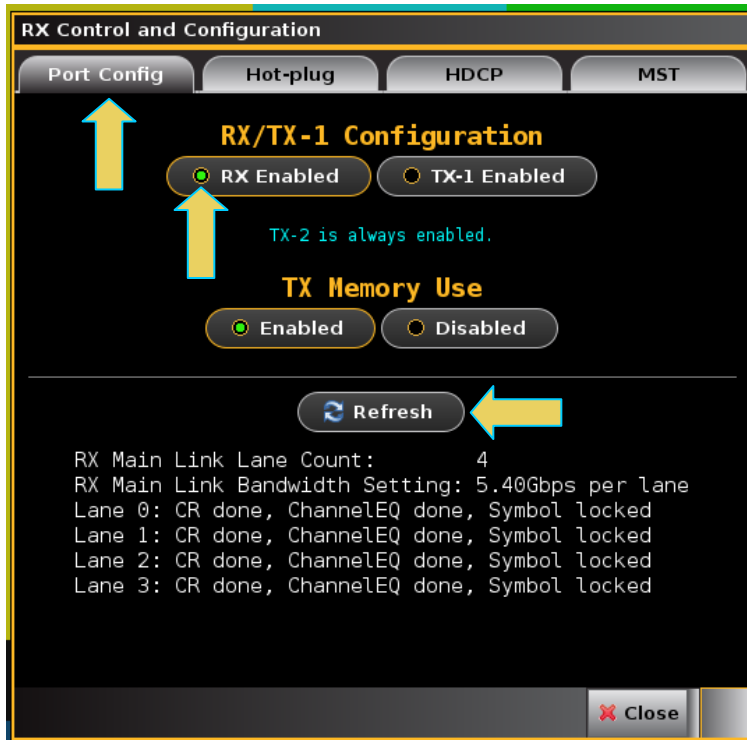 RX Control and Configuration
Port Config Hot-plug HDCP MST
RX/TX-1 Configuration
RX Enabled TX-1 Enabled
TX-2 is always enabled.
TX Memory Use
Enabled Disabled
Refresh
RX Main Link Lane Count: 4
RX Main Link Bandwidth Setting: 5.40Gbps per lane
Lane 0: CR done, ChannelEQ done, Symbol locked
Lane 1: CR done, ChannelEQ done, Symbol locked
Lane 2: CR done, ChannelEQ done, Symbol locked
Lane 3: CR done, ChannelEQ done, Symbol locked
Close